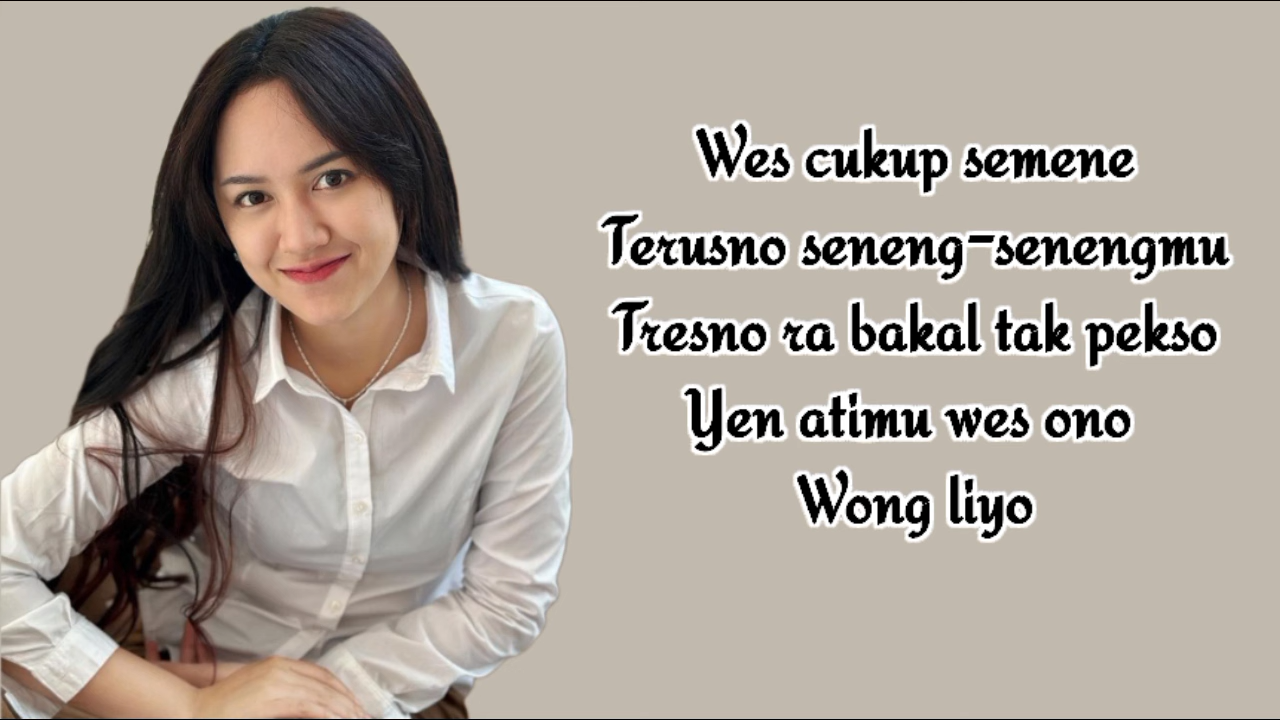 Wes cukup semene
Terusno seneng-senengmu
Tresno ra bakal tak pekso
Yen atimu wes ono
Wong liyo